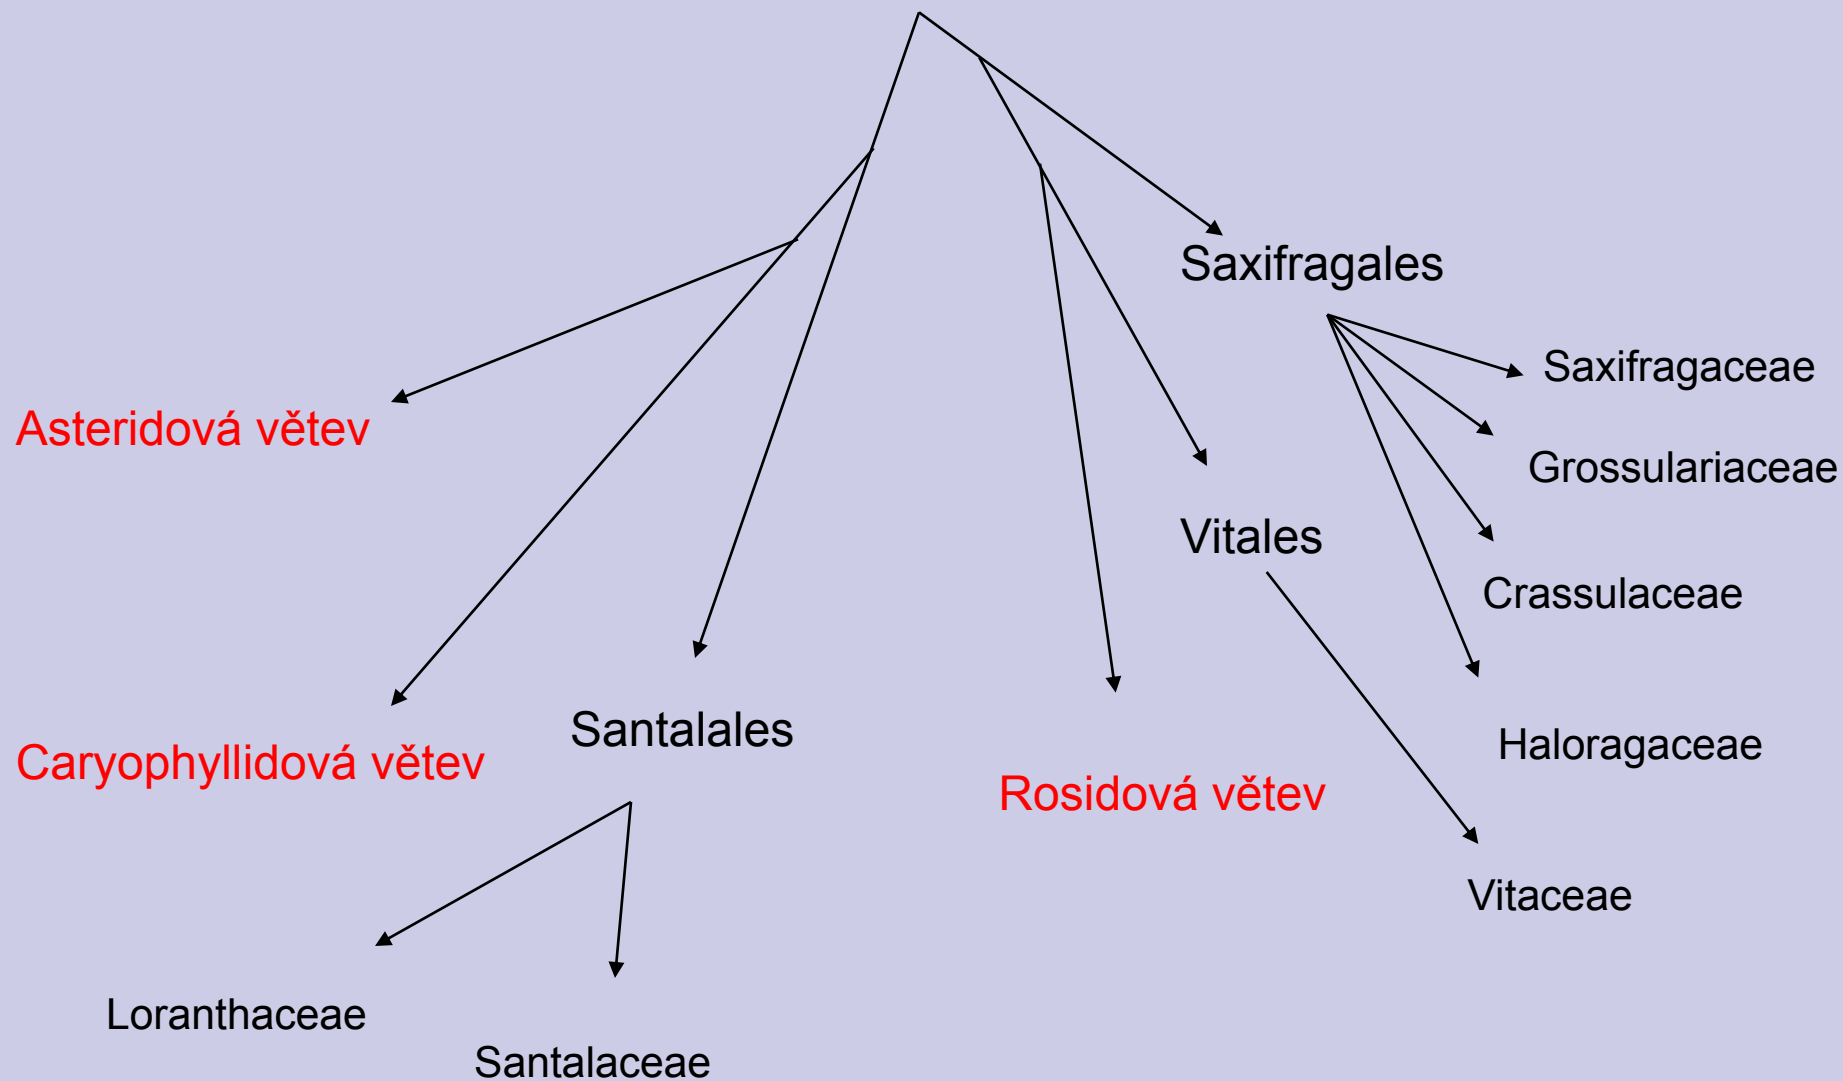 Saxifragales
Saxifragaceae
Asteridová větev
Grossulariaceae
Vitales
Crassulaceae
Santalales
Haloragaceae
Caryophyllidová větev
Rosidová větev
Vitaceae
Loranthaceae
Santalaceae